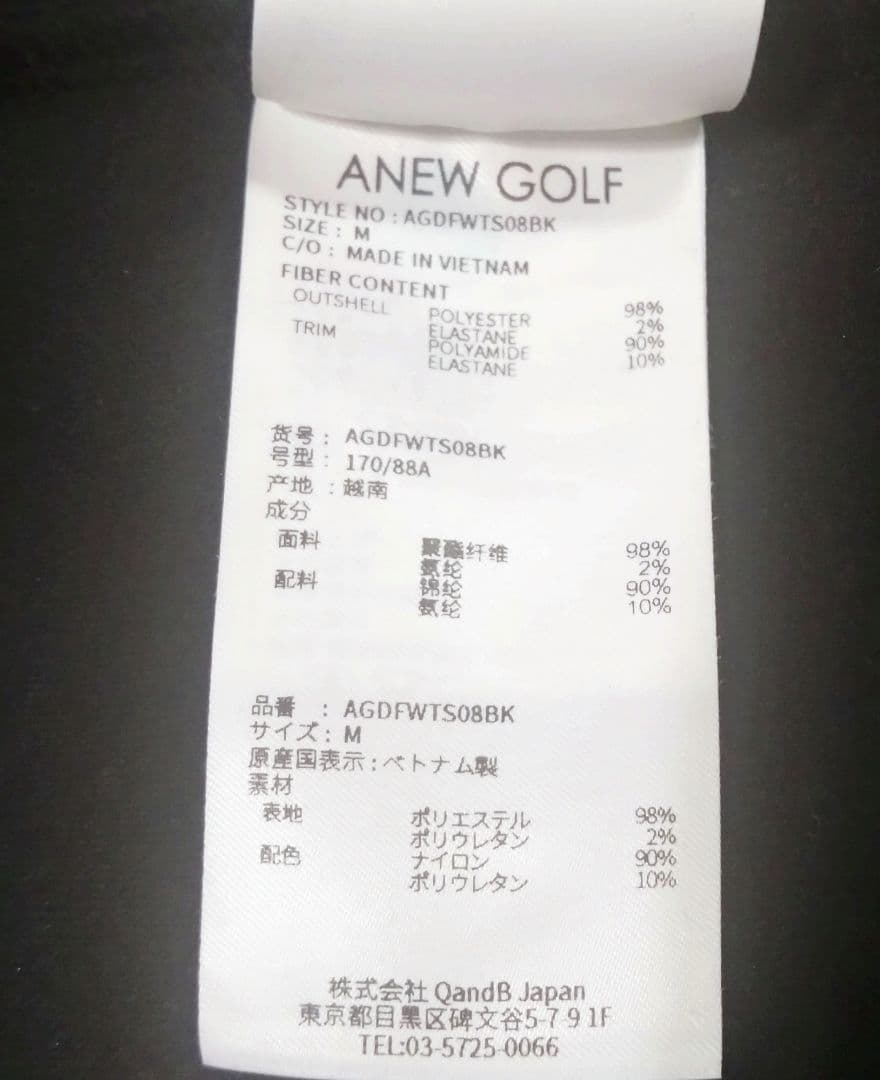 ANEW GOLF
STYLE NO : AGDFWTS08BK
SIZE : M
C/O : MADE IN VIETNAM
FIBER CONTENT
OUTSHELL POLYESTER 98%
ELASTANE 2%
TRIM POLYAMIDE 90%
ELASTANE 10%
货号 : AGDFWTS08BK
号型 : 170/88A
产地 : 越南
成分
面料 聚酯纤维 98%
氨纶 2%
配料 锦纶 90%
氨纶 10%
品番 : AGDFWTS08BK
サイズ : M
原産国表示 : ベトナム製
素材
表地 ポリエステル 98%
ポリウレタン 2%
配色 ナイロン 90%
ポリウレタン 10%
株式会社 QandB Japan
東京都目黒区碑文谷5-7-9 1F
TEL:03-5725-0066